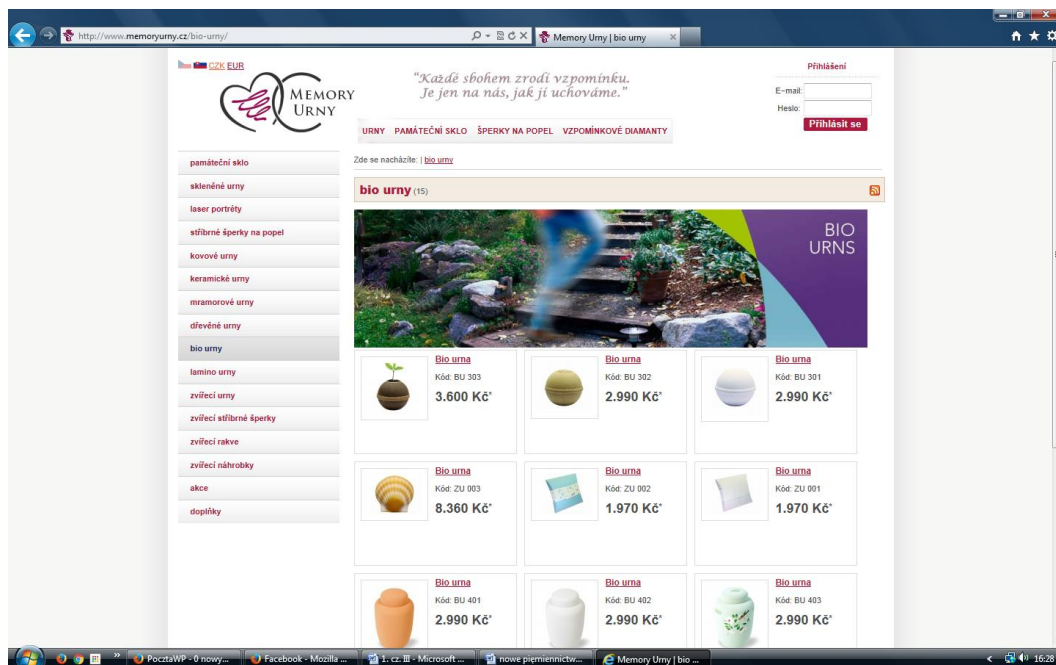 http://www.memoryurny.cz/bio-urny/
Memory Urny | bio urny
CZK EUR
MEMORY
URNY
"Každé sbohem zrodí vzpomínku.
Je jen na nás, jak ji uchováme."
Přihlášení
E-mail:
Heslo:
Přihlásit se
URNY PAMÁTEČNÍ SKLO ŠPERKY NA POPEL VZPOMÍNKOVÉ DIAMANTY
Zde se nacházíte: | bio urny
památeční sklo
skleněné urny
laser portréty
stříbrné šperky na popel
kovové urny
keramické urny
mramorové urny
dřevěné urny
bio urny
lamino urny
zvířecí urny
zvířecí stříbrné šperky
zvířecí rakve
zvířecí náhrobky
akce
doplňky
bio urny (15)
BIO
URNS
Bio urna
Kód: BU 303
3.600 Kč*
Bio urna
Kód: BU 302
2.990 Kč*
Bio urna
Kód: BU 301
2.990 Kč*
Bio urna
Kód: ZU 003
8.360 Kč*
Bio urna
Kód: ZU 002
1.970 Kč*
Bio urna
Kód: ZU 001
1.970 Kč*
Bio urna
Kód: BU 401
2.990 Kč*
Bio urna
Kód: BU 402
2.990 Kč*
Bio urna
Kód: BU 403
2.990 Kč*
PocztaWP - 0 nowy...
Facebook - Mozilla ...
1. cz. III - Microsoft ...
nowe pięmiennictw...
Memory Urny | bio ...
16:28